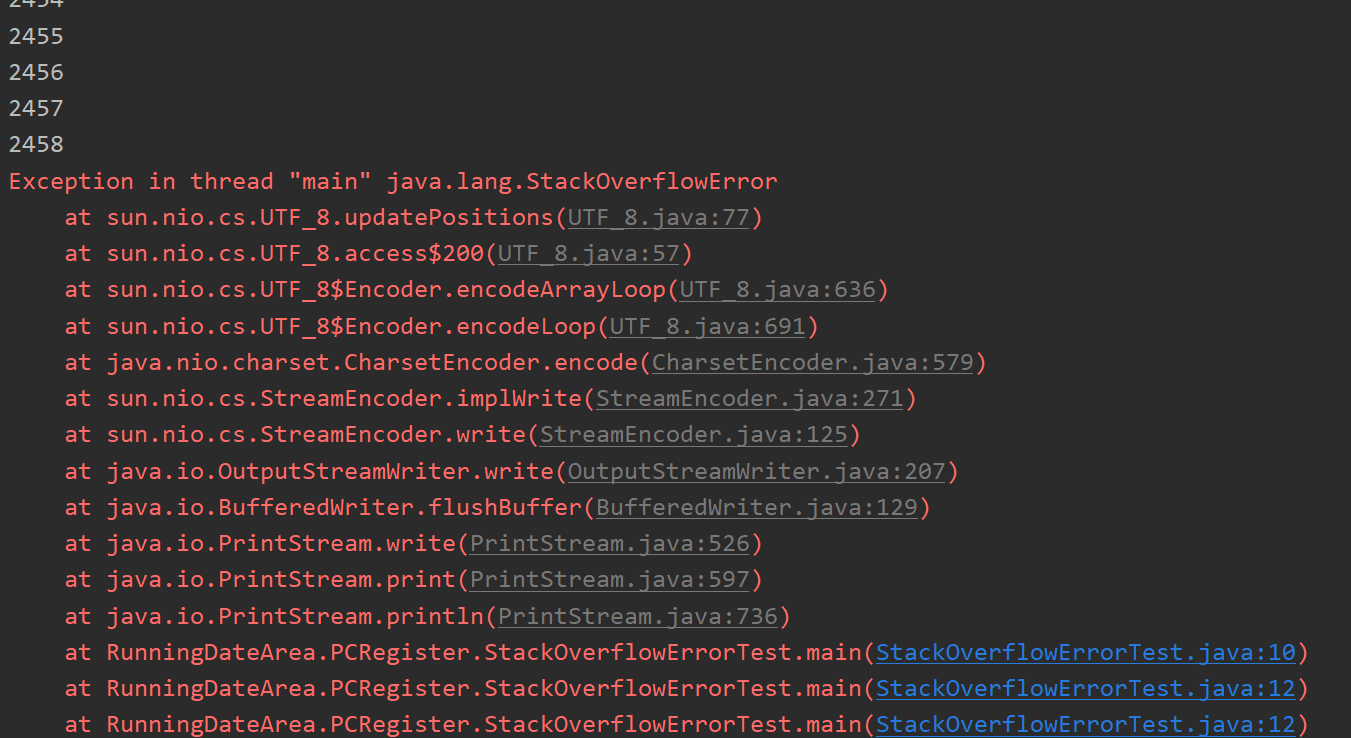 2454
2455
2456
2457
2458
Exception in thread "main" java.lang.StackOverflowError
    at sun.nio.cs.UTF_8.updatePositions(UTF_8.java:77)
    at sun.nio.cs.UTF_8.access$200(UTF_8.java:57)
    at sun.nio.cs.UTF_8$Encoder.encodeArrayLoop(UTF_8.java:636)
    at sun.nio.cs.UTF_8$Encoder.encodeLoop(UTF_8.java:691)
    at java.nio.charset.CharsetEncoder.encode(CharsetEncoder.java:579)
    at sun.nio.cs.StreamEncoder.implWrite(StreamEncoder.java:271)
    at sun.nio.cs.StreamEncoder.write(StreamEncoder.java:125)
    at java.io.OutputStreamWriter.write(OutputStreamWriter.java:207)
    at java.io.BufferedWriter.flushBuffer(BufferedWriter.java:129)
    at java.io.PrintStream.write(PrintStream.java:526)
    at java.io.PrintStream.print(PrintStream.java:597)
    at java.io.PrintStream.println(PrintStream.java:736)
    at RunningDateArea.PCRegister.StackOverflowErrorTest.main(StackOverflowErrorTest.java:10)
    at RunningDateArea.PCRegister.StackOverflowErrorTest.main(StackOverflowErrorTest.java:12)
    at RunningDateArea.PCRegister.StackOverflowErrorTest.main(StackOverflowErrorTest.java:12)